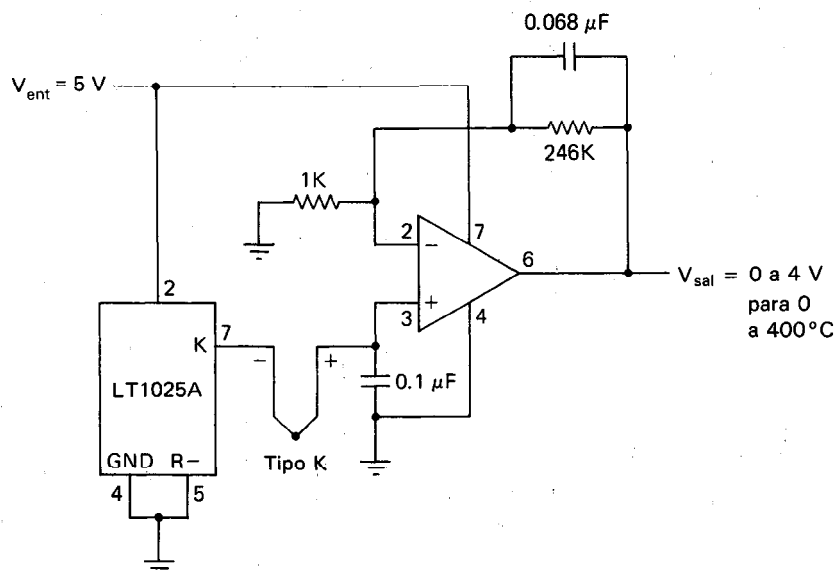 0.068 µF
V_ent = 5 V
246K
1K
2
7
6
3
4
V_sal = 0 a 4 V
para 0
a 400°C
2
K
7
−
+
0.1 µF
LT1025A
GND R−
4
5
Tipo K
−
+